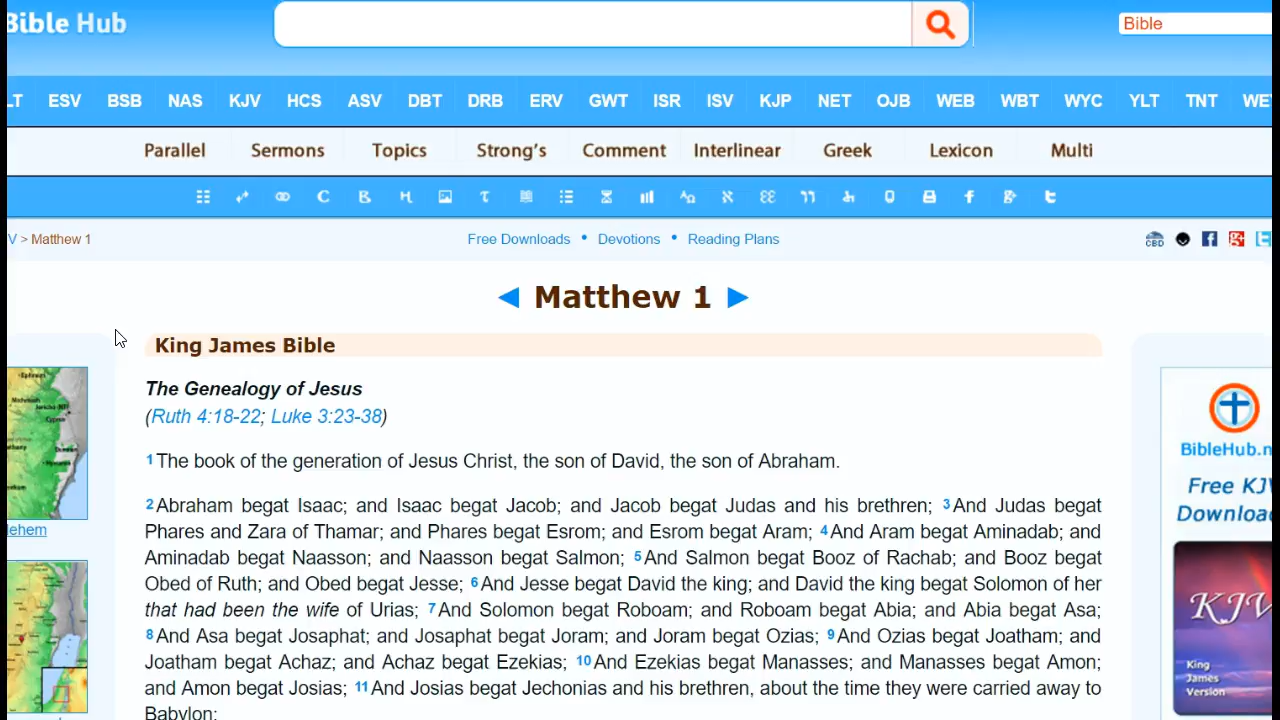 Bible Hub
Bible
LT ESV BSB NAS KJV HCS ASV DBT DRB ERV GWT ISR ISV KJP NET OJB WEB WBT WYC YLT TNT WE
Parallel Sermons Topics Strong's Comment Interlinear Greek Lexicon Multi
V > Matthew 1 Free Downloads • Devotions • Reading Plans
CBD
◄ Matthew 1 ►
King James Bible
The Genealogy of Jesus
(Ruth 4:18-22; Luke 3:23-38)
1 The book of the generation of Jesus Christ, the son of David, the son of Abraham.
2 Abraham begat Isaac; and Isaac begat Jacob; and Jacob begat Judas and his brethren; 3 And Judas begat
Phares and Zara of Thamar; and Phares begat Esrom; and Esrom begat Aram; 4 And Aram begat Aminadab; and
Aminadab begat Naasson; and Naasson begat Salmon; 5 And Salmon begat Booz of Rachab; and Booz begat
Obed of Ruth; and Obed begat Jesse; 6 And Jesse begat David the king; and David the king begat Solomon of her
that had been the wife of Urias; 7 And Solomon begat Roboam; and Roboam begat Abia; and Abia begat Asa;
8 And Asa begat Josaphat; and Josaphat begat Joram; and Joram begat Ozias; 9 And Ozias begat Joatham; and
Joatham begat Achaz; and Achaz begat Ezekias; 10 And Ezekias begat Manasses; and Manasses begat Amon;
and Amon begat Josias; 11 And Josias begat Jechonias and his brethren, about the time they were carried away to
Babylon:
lehem
BibleHub.n
Free KJV
Download
KJV
King
James
Version